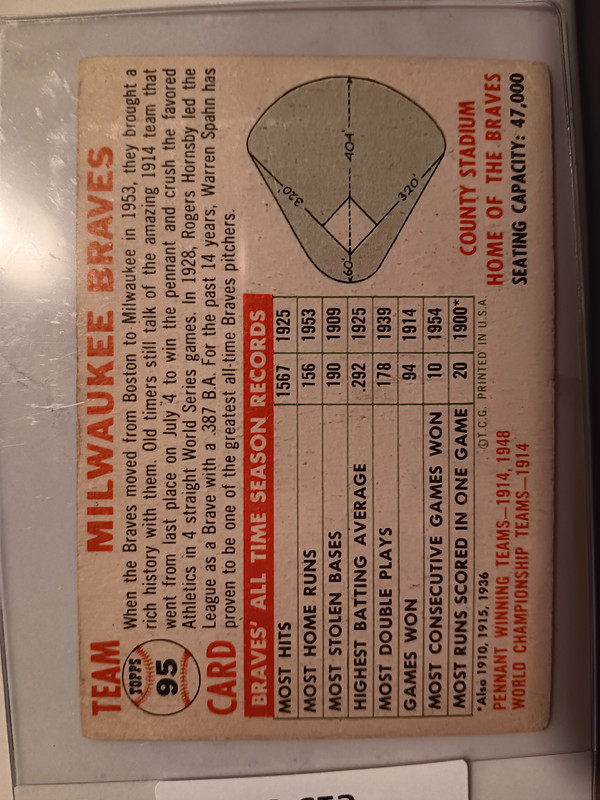 TEAM
TOPPS
95
CARD
MILWAUKEE BRAVES
When the Braves moved from Boston to Milwaukee in 1953, they brought a
rich history with them. Old timers still talk of the amazing 1914 team that
went from last place on July 4 to win the pennant and crush the favored
Athletics in 4 straight World Series games. In 1928, Rogers Hornsby led the
League as a Brave with a .387 B.A. For the past 14 years, Warren Spahn has
proven to be one of the greatest all-time Braves pitchers.
BRAVES' ALL TIME SEASON RECORDS
MOST HITS 1567 1925
MOST HOME RUNS 156 1953
MOST STOLEN BASES 190 1909
HIGHEST BATTING AVERAGE .292 1925
MOST DOUBLE PLAYS 178 1939
GAMES WON 94 1914
MOST CONSECUTIVE GAMES WON 10 1954
MOST RUNS SCORED IN ONE GAME 20 1900*
*Also 1910, 1915, 1936
©T.C.G. PRINTED IN U.S.A.
PENNANT WINNING TEAMS—1914, 1948
WORLD CHAMPIONSHIP TEAMS—1914
320'
404'
320'
60'
COUNTY STADIUM
HOME OF THE BRAVES
SEATING CAPACITY: 47,000